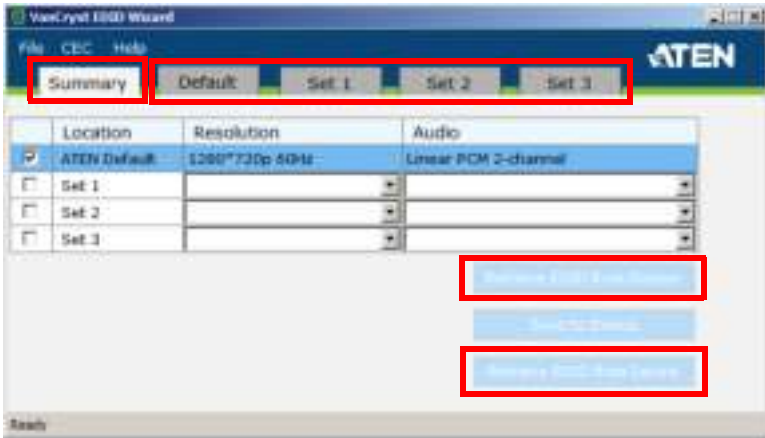 VanCryst EDID Wizard
File CEC Help
ATEN
Summary Default Set 1 Set 2 Set 3
Location Resolution Audio
ATEN Default 1280*720p 60Hz Linear PCM 2-channel
Set 1
Set 2
Set 3
Ready